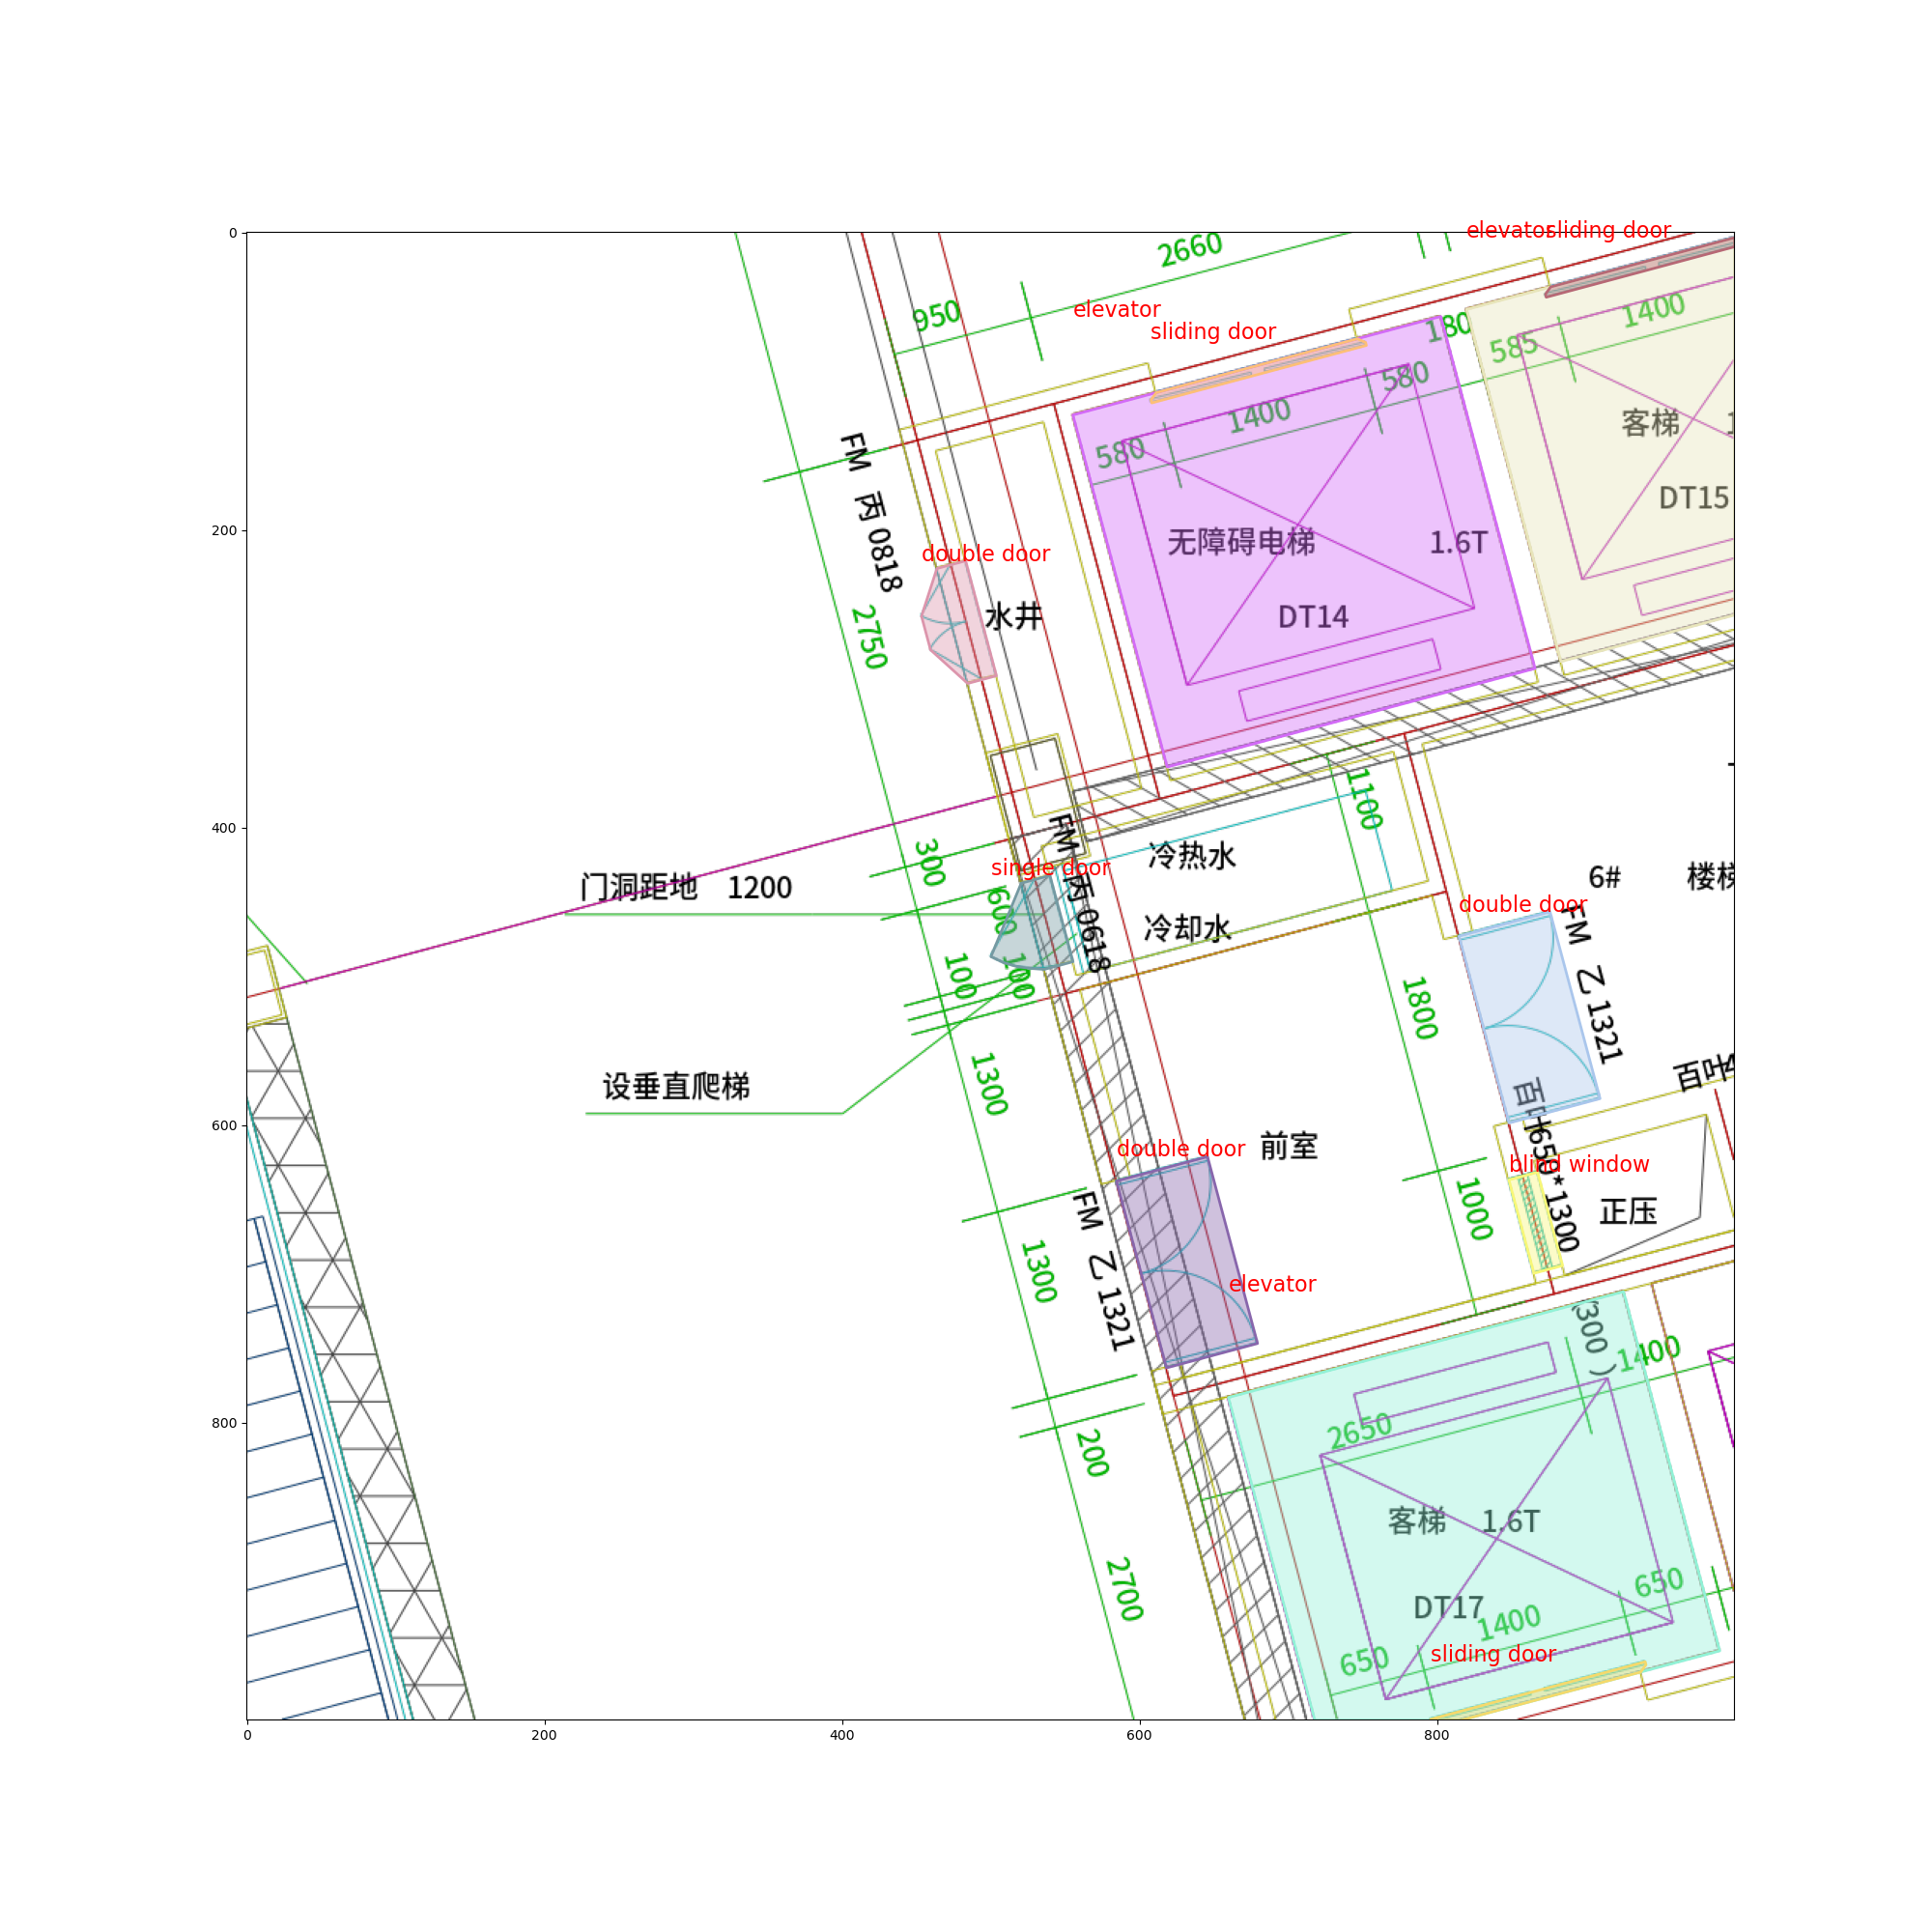 elevator
sliding door
2660
950
elevator
sliding door
180
1400
585
580
1400
580
客梯
DT15
FM 丙 0818
无障碍电梯 1.6T
DT14
double door
水井
2750
1100
FM 丙 0618
冷热水
300
single door
门洞距地 1200
600
冷却水
6# 楼梯
double door
FM 乙 1321
100
100
1800
设垂直爬梯
1300
百叶
百叶650*1300
double door
前室
blind window
正压
1000
FM 乙 1321
1300
elevator
300 )
1400
2650
200
客梯 1.6T
DT17
2700
650
1400
650
sliding door
0
200
400
600
800
0
200
400
600
800